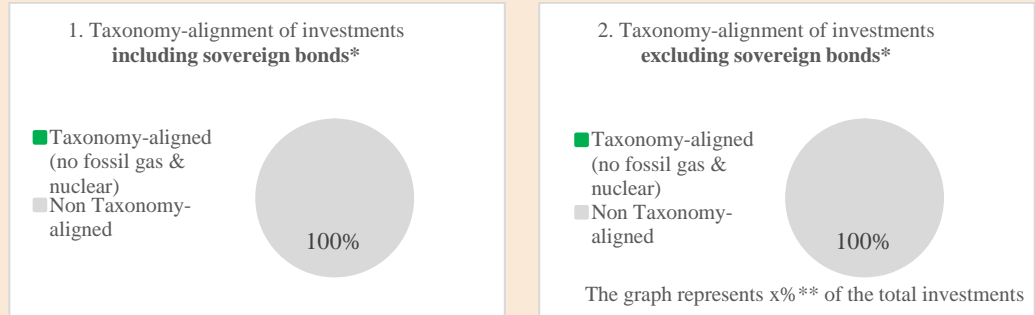 1. Taxonomy-alignment of investments
including sovereign bonds*
Taxonomy-aligned
(no fossil gas &
nuclear)
Non Taxonomy-
aligned
100%
2. Taxonomy-alignment of investments
excluding sovereign bonds*
Taxonomy-aligned
(no fossil gas &
nuclear)
Non Taxonomy-
aligned
100%
The graph represents x%** of the total investments